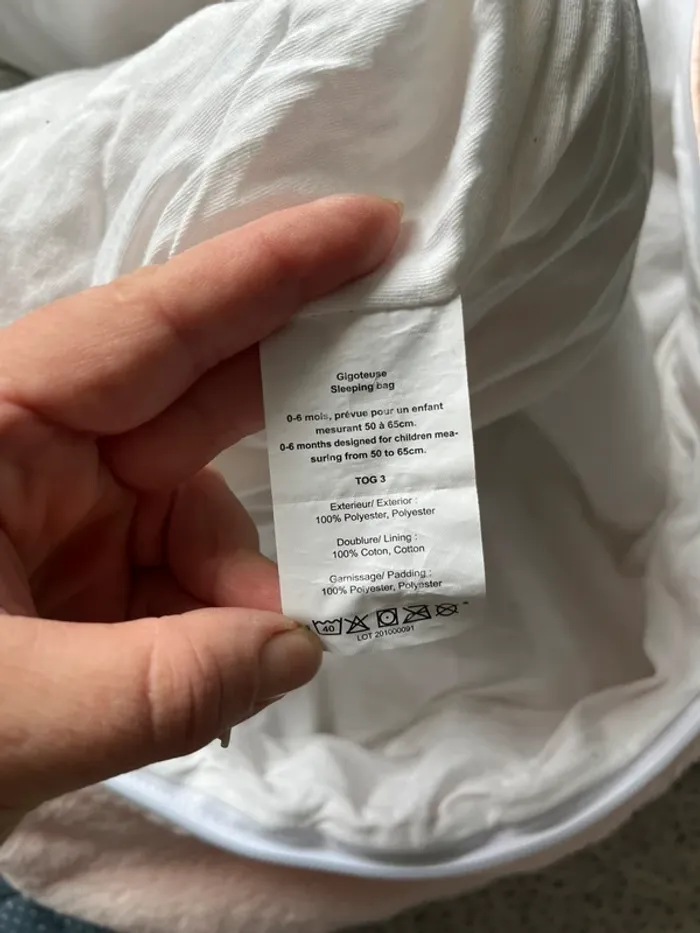 Gigoteuse
Sleeping bag
0-6 mois, prévue pour un enfant
mesurant 50 à 65cm.
0-6 months designed for children mea-
suring from 50 to 65cm.
TOG 3
Exterieur/ Exterior :
100% Polyester, Polyester
Doublure/ Lining :
100% Coton, Cotton
Garnissage/ Padding :
100% Polyester, Polyester
40
LOT 201000091